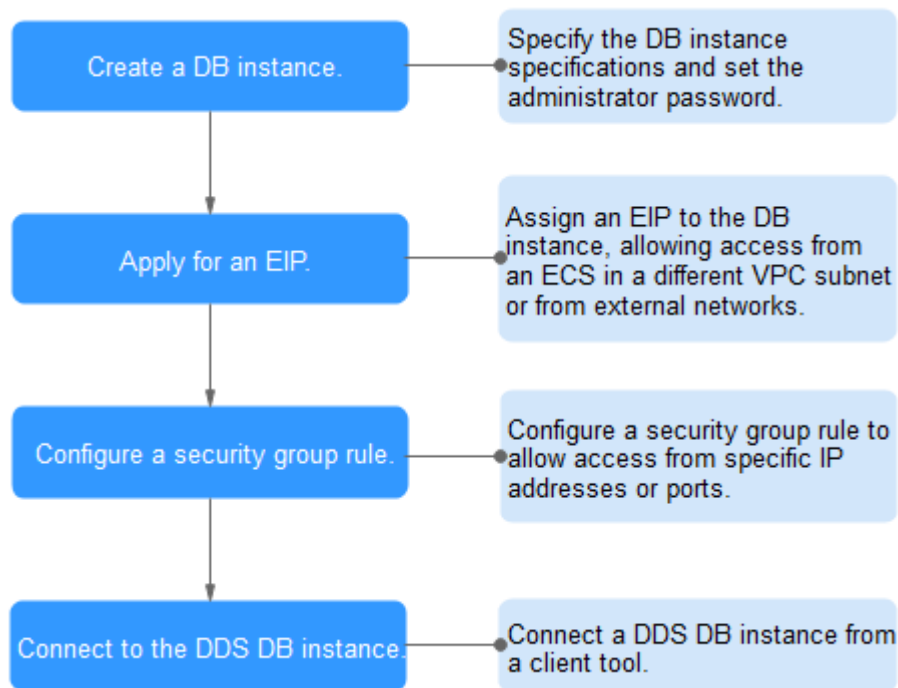 Create a DB instance.
Specify the DB instance
specifications and set the
administrator password.
Apply for an EIP.
Assign an EIP to the DB
instance, allowing access from
an ECS in a different VPC subnet
or from external networks.
Configure a security group rule.
Configure a security group rule to
allow access from specific IP
addresses or ports.
Connect to the DDS DB instance.
Connect a DDS DB instance from
a client tool.